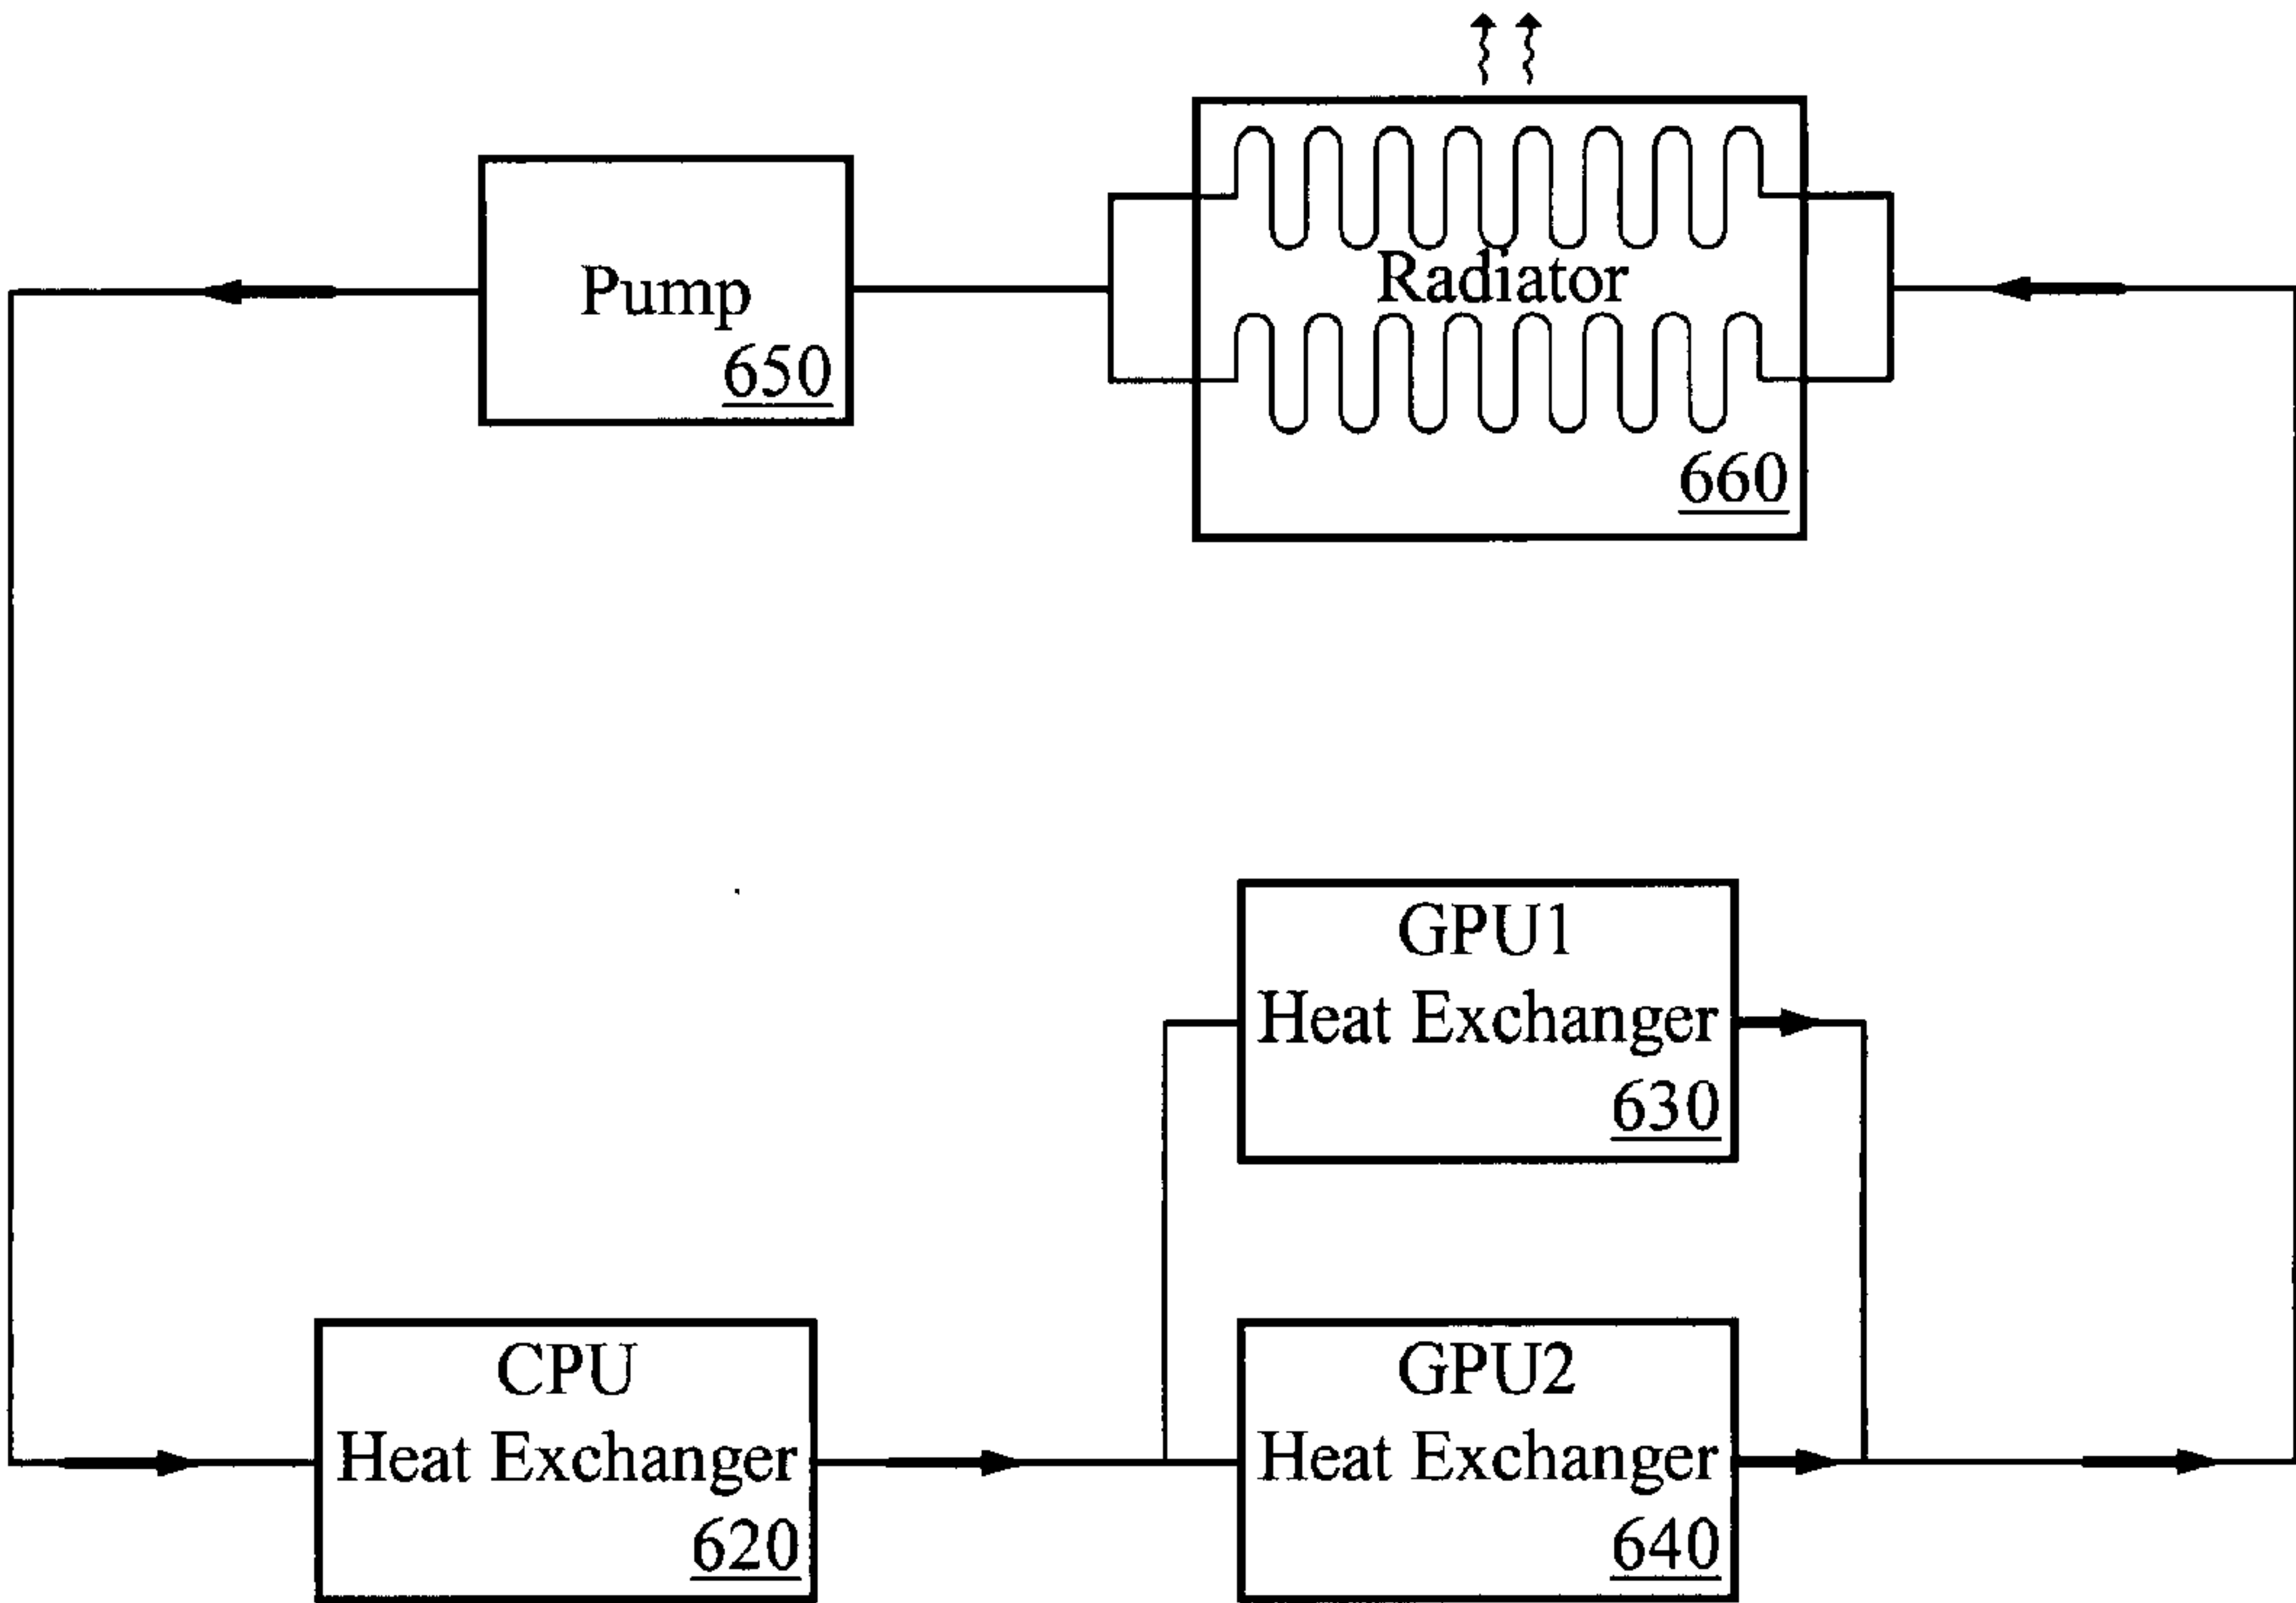 Pump
650
Radiator
660
GPU1
Heat Exchanger
630
CPU
Heat Exchanger
620
GPU2
Heat Exchanger
640